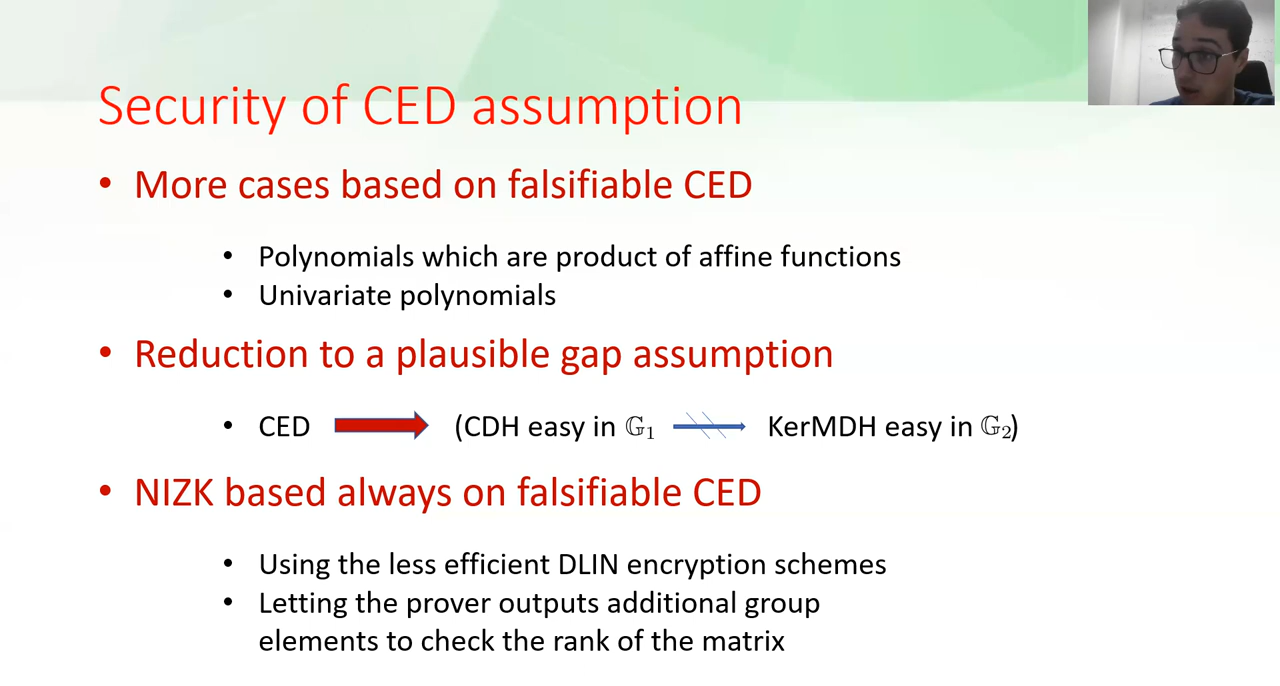 Security of CED assumption
• More cases based on falsifiable CED
• Polynomials which are product of affine functions
• Univariate polynomials
• Reduction to a plausible gap assumption
• CED (CDH easy in 𝔾₁ KerMDH easy in 𝔾₂)
• NIZK based always on falsifiable CED
• Using the less efficient DLIN encryption schemes
• Letting the prover outputs additional group
elements to check the rank of the matrix